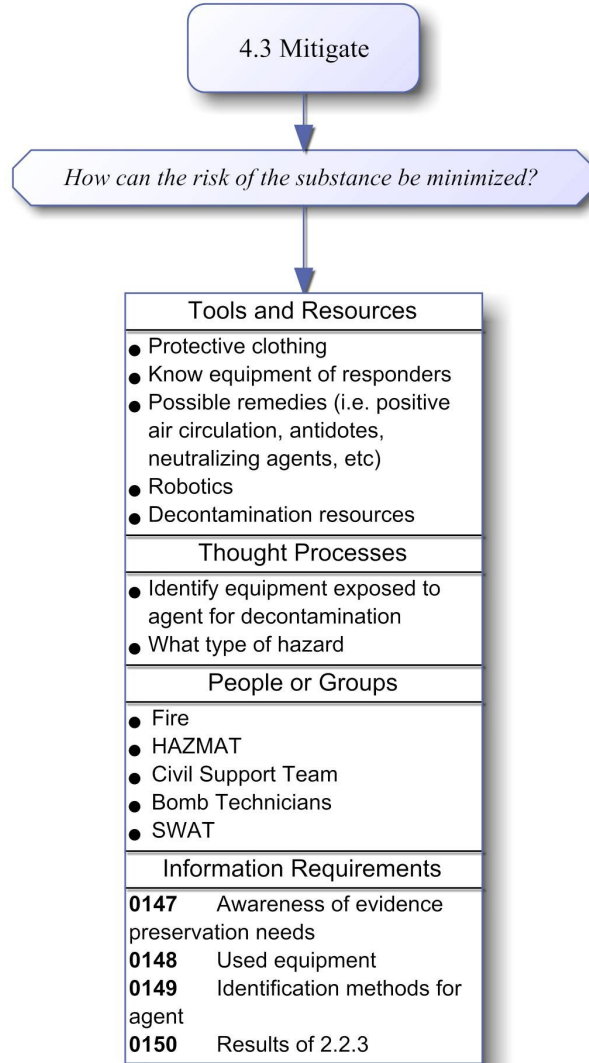 4.3 Mitigate
How can the risk of the substance be minimized?
Tools and Resources
● Protective clothing
● Know equipment of responders
● Possible remedies (i.e. positive
air circulation, antidotes,
neutralizing agents, etc)
● Robotics
● Decontamination resources
Thought Processes
● Identify equipment exposed to
agent for decontamination
● What type of hazard
People or Groups
● Fire
● HAZMAT
● Civil Support Team
● Bomb Technicians
● SWAT
Information Requirements
0147 Awareness of evidence
preservation needs
0148 Used equipment
0149 Identification methods for
agent
0150 Results of 2.2.3